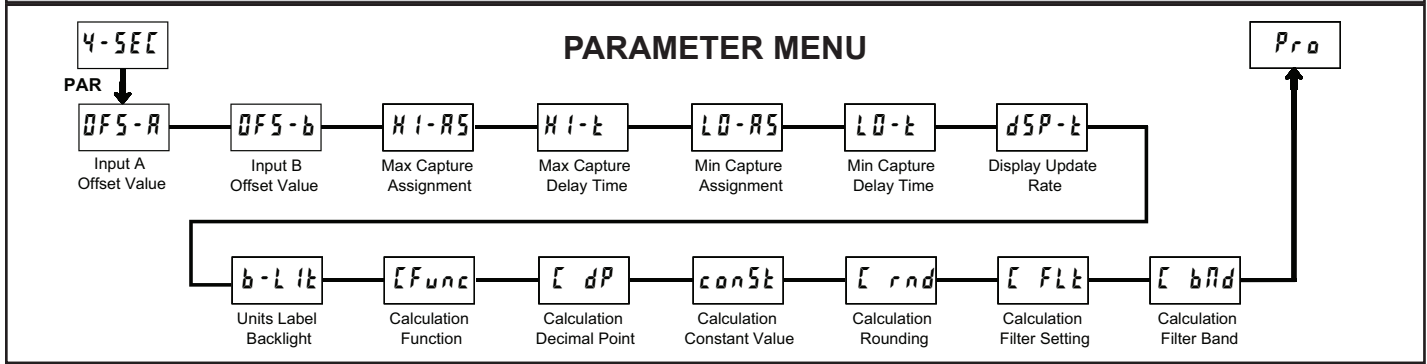 4-SEC
PARAMETER MENU
Pro
PAR
OFS-A
OFS-b
HI-AS
HI-t
LO-AS
LO-t
dSP-t
Input A
Offset Value
Input B
Offset Value
Max Capture
Assignment
Max Capture
Delay Time
Min Capture
Assignment
Min Capture
Delay Time
Display Update
Rate
b-LIt
CFunc
C dP
conSt
C rnd
C FLt
C bNd
Units Label
Backlight
Calculation
Function
Calculation
Decimal Point
Calculation
Constant Value
Calculation
Rounding
Calculation
Filter Setting
Calculation
Filter Band